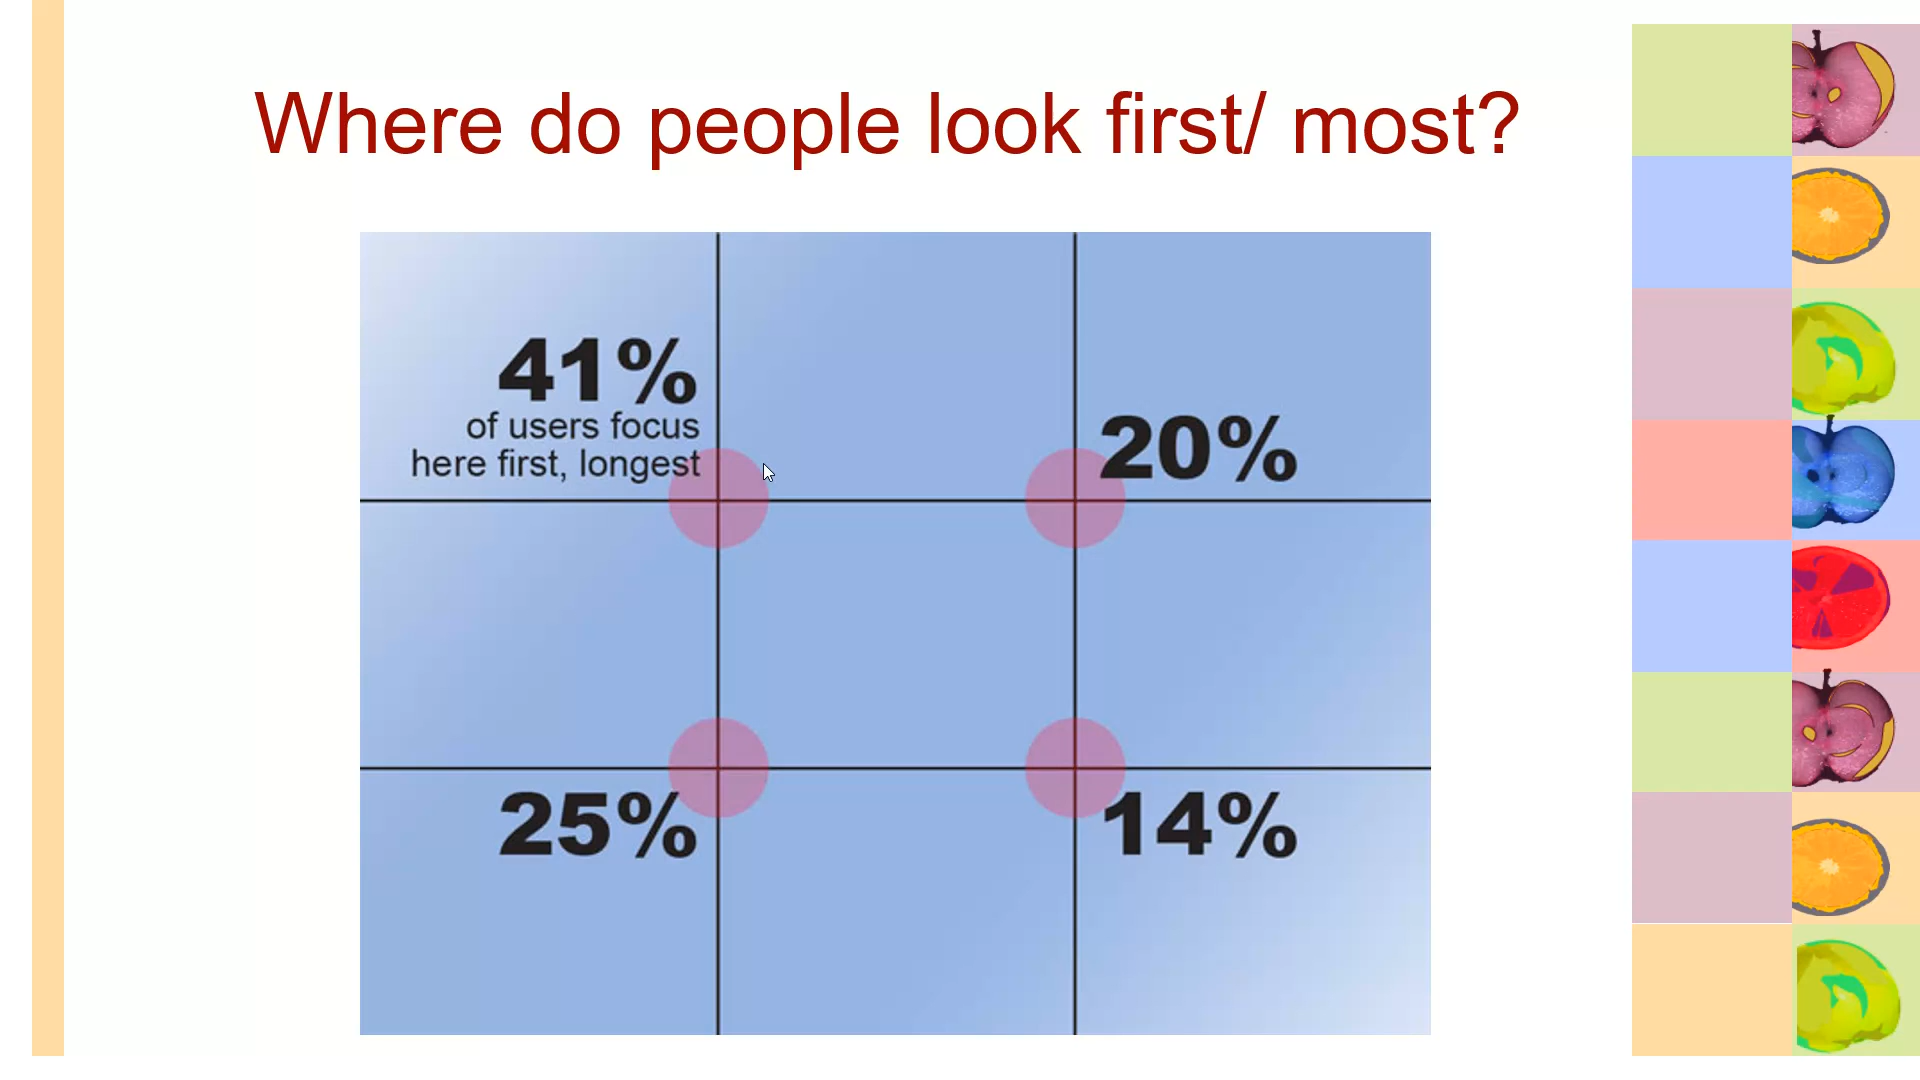 Where do people look first/ most?
41%
of users focus
here first, longest
20%
25%
14%